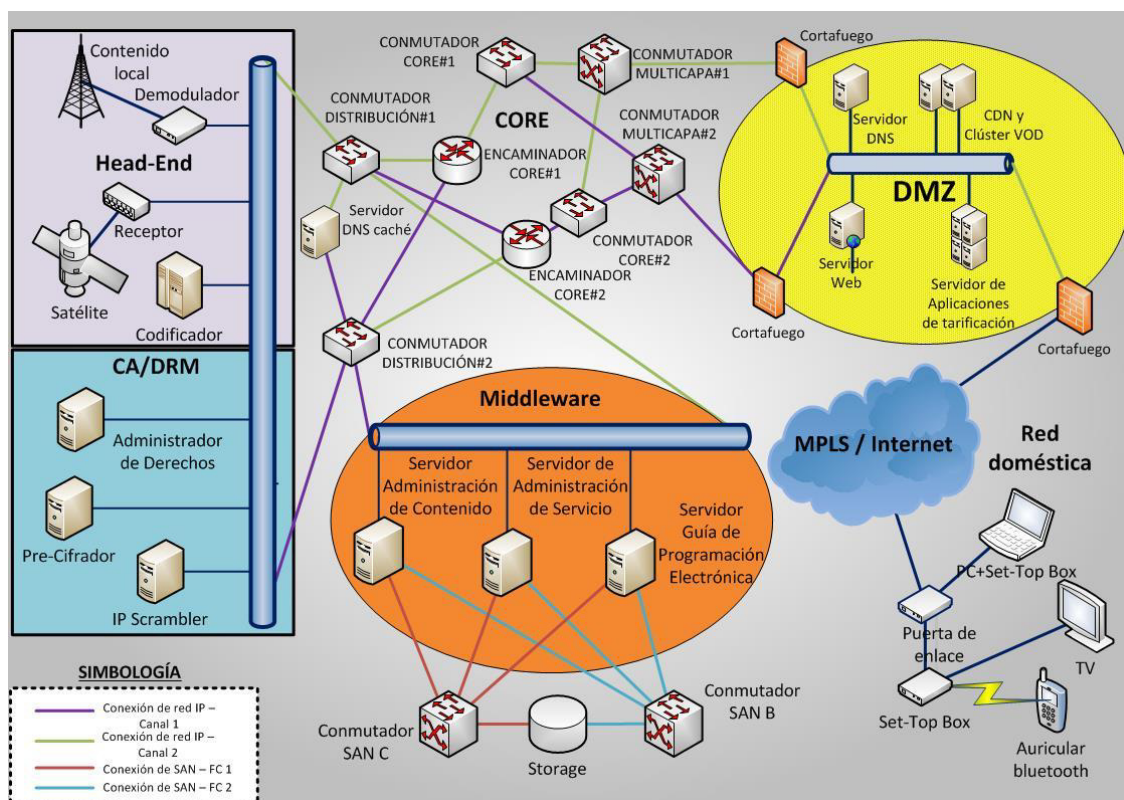 Contenido
local
Demodulador
Head-End
Receptor
Satélite
Codificador
CA/DRM
Administrador
de Derechos
Pre-Cifrador
IP Scrambler
CONMUTADOR
CORE#1
CONMUTADOR
MULTICAPA#1
CONMUTADOR
DISTRIBUCIÓN#1
CORE
CONMUTADOR
MULTICAPA#2
ENCAMINADOR
CORE#1
Servidor
DNS caché
CONMUTADOR
CORE#2
ENCAMINADOR
CORE#2
CONMUTADOR
DISTRIBUCIÓN#2
Cortafuego
Servidor
DNS
CDN y
Clúster VOD
DMZ
Servidor
Web
Servidor de
Aplicaciones
de tarificación
Cortafuego
Cortafuego
Middleware
Servidor
Administración
de Contenido
Servidor de
Administración
de Servicio
Servidor
Guía de
Programación
Electrónica
MPLS / Internet
Red
doméstica
PC+Set-Top Box
Puerta de
enlace
TV
Set-Top Box
Auricular
bluetooth
Conmutador
SAN C
Storage
Conmutador
SAN B
SIMBOLOGÍA
Conexión de red IP –
Canal 1
Conexión de red IP –
Canal 2
Conexión de SAN – FC 1
Conexión de SAN – FC 2